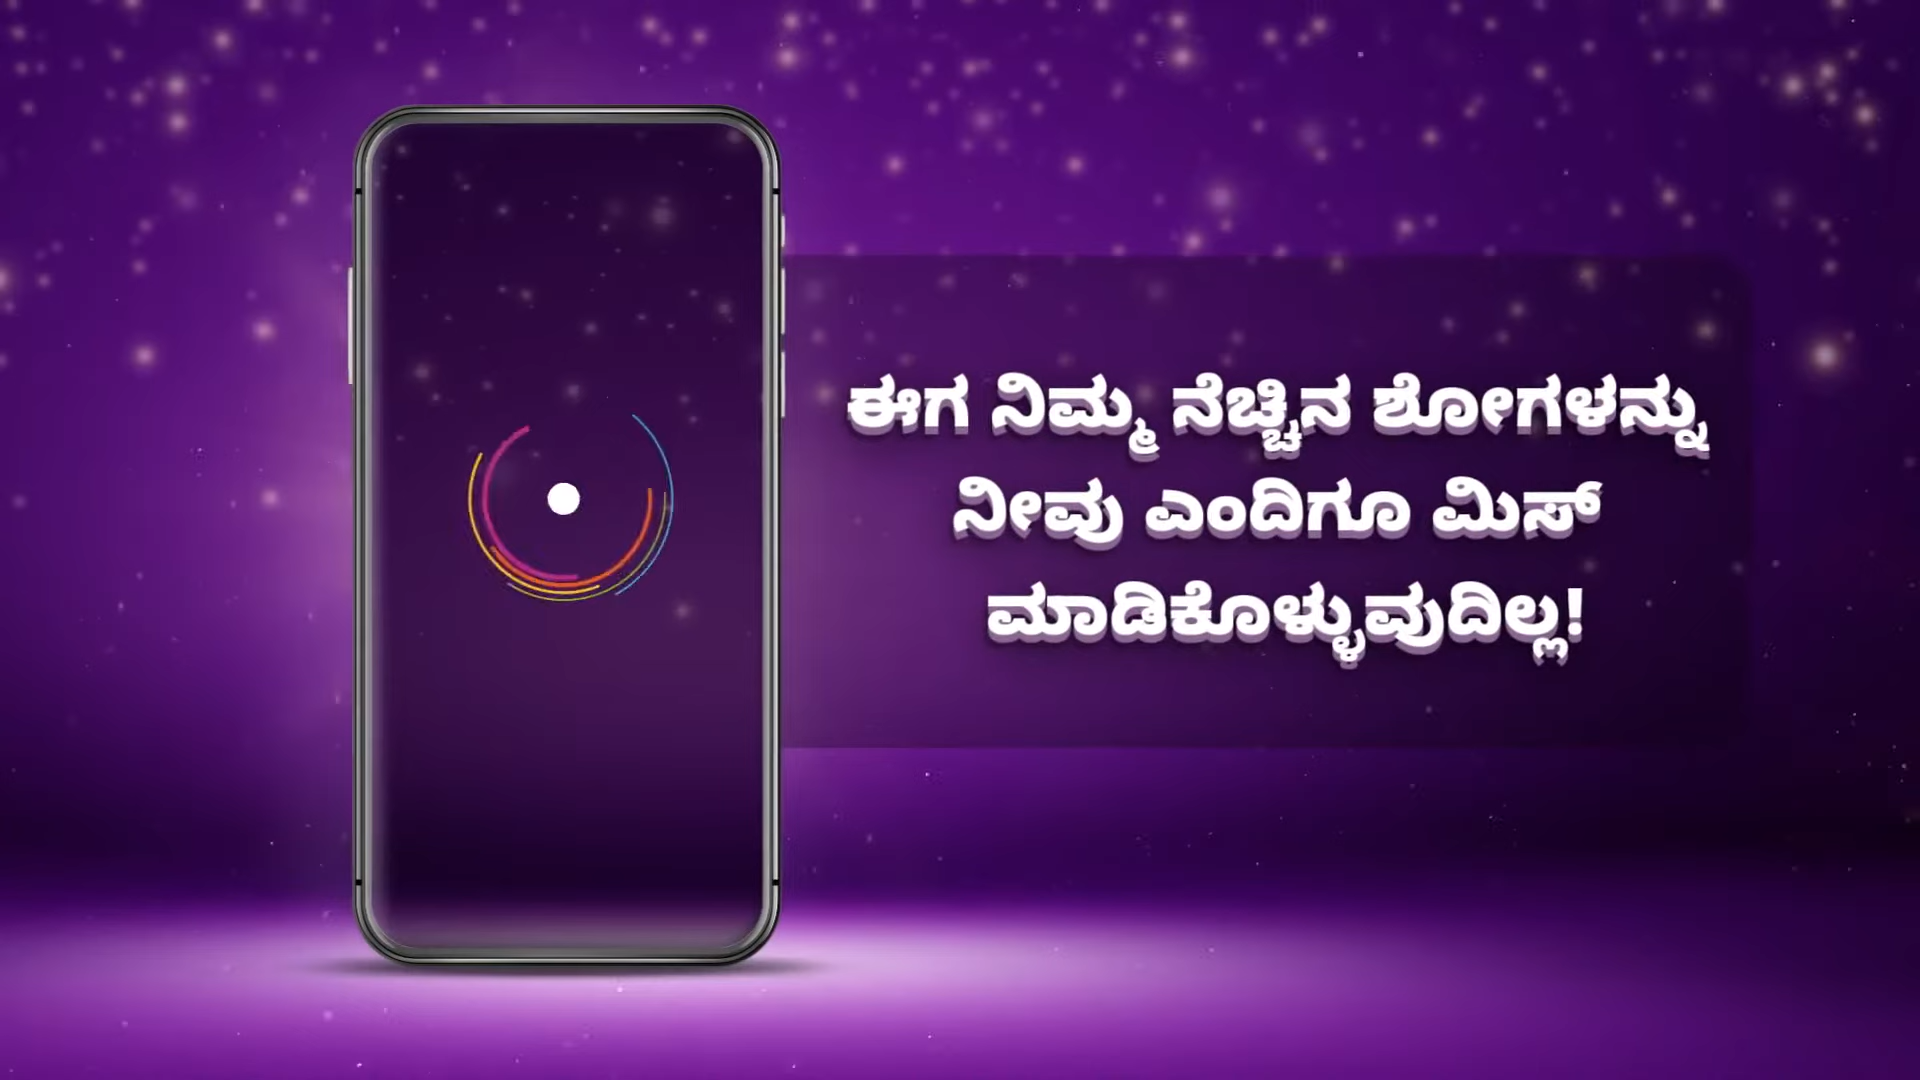 ಈಗ ನಿಮ್ಮ ನೆಚ್ಚಿನ ಶೋಗಳನ್ನು
ನೀವು ಎಂದಿಗೂ ಮಿಸ್
ಮಾಡಿಕೊಳ್ಳುವುದಿಲ್ಲ!